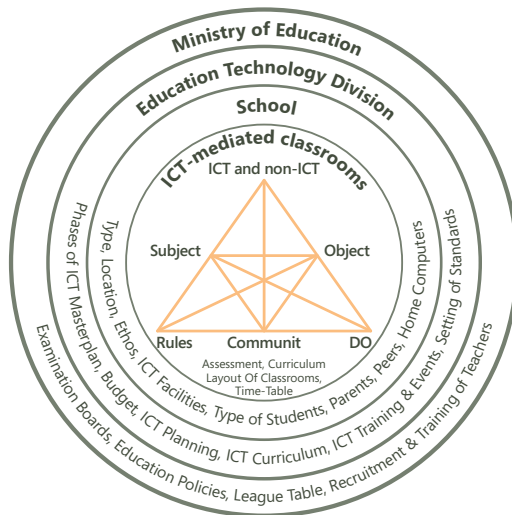 Ministry of Education
Education Technology Division
School
ICT-mediated classrooms
ICT and non-ICT
Subject
Object
Rules
Communit
DO
Assessment, Curriculum
Layout Of Classrooms,
Time-Table
Type, Location, Ethos, ICT Facilities, Type of Students, Parents, Peers, Home Computers
Phases of ICT Masterplan, Budget, ICT Planning, ICT Curriculum, ICT Training & Events, Setting of Standards
Examination Boards, Education Policies, League Table, Recruitment & Training of Teachers